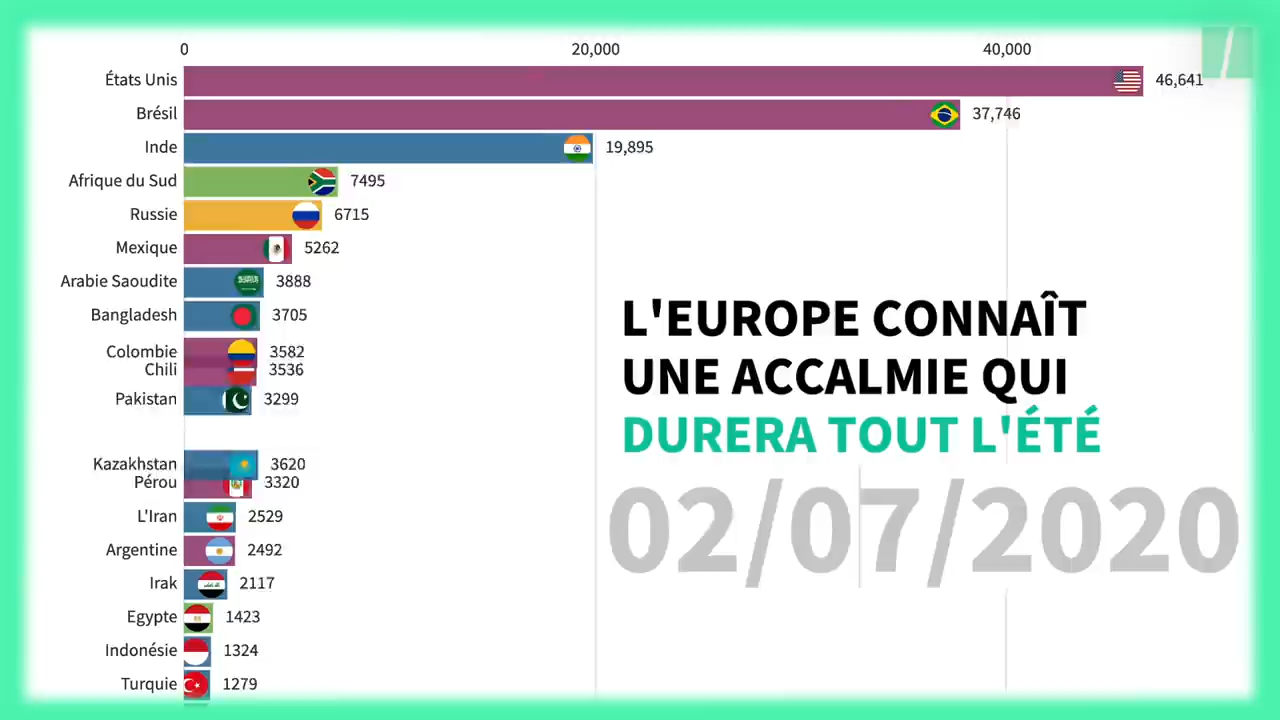 0 20,000 40,000
États Unis 46,641
Brésil 37,746
Inde 19,895
Afrique du Sud 7495
Russie 6715
Mexique 5262
Arabie Saoudite 3888
Bangladesh 3705
Colombie 3582
Chili 3536
Pakistan 3299
Kazakhstan 3620
Pérou 3320
L'Iran 2529
Argentine 2492
Irak 2117
Egypte 1423
Indonésie 1324
Turquie 1279
L'EUROPE CONNAÎT
UNE ACCALMIE QUI
DURERA TOUT L'ÉTÉ
02/07/2020